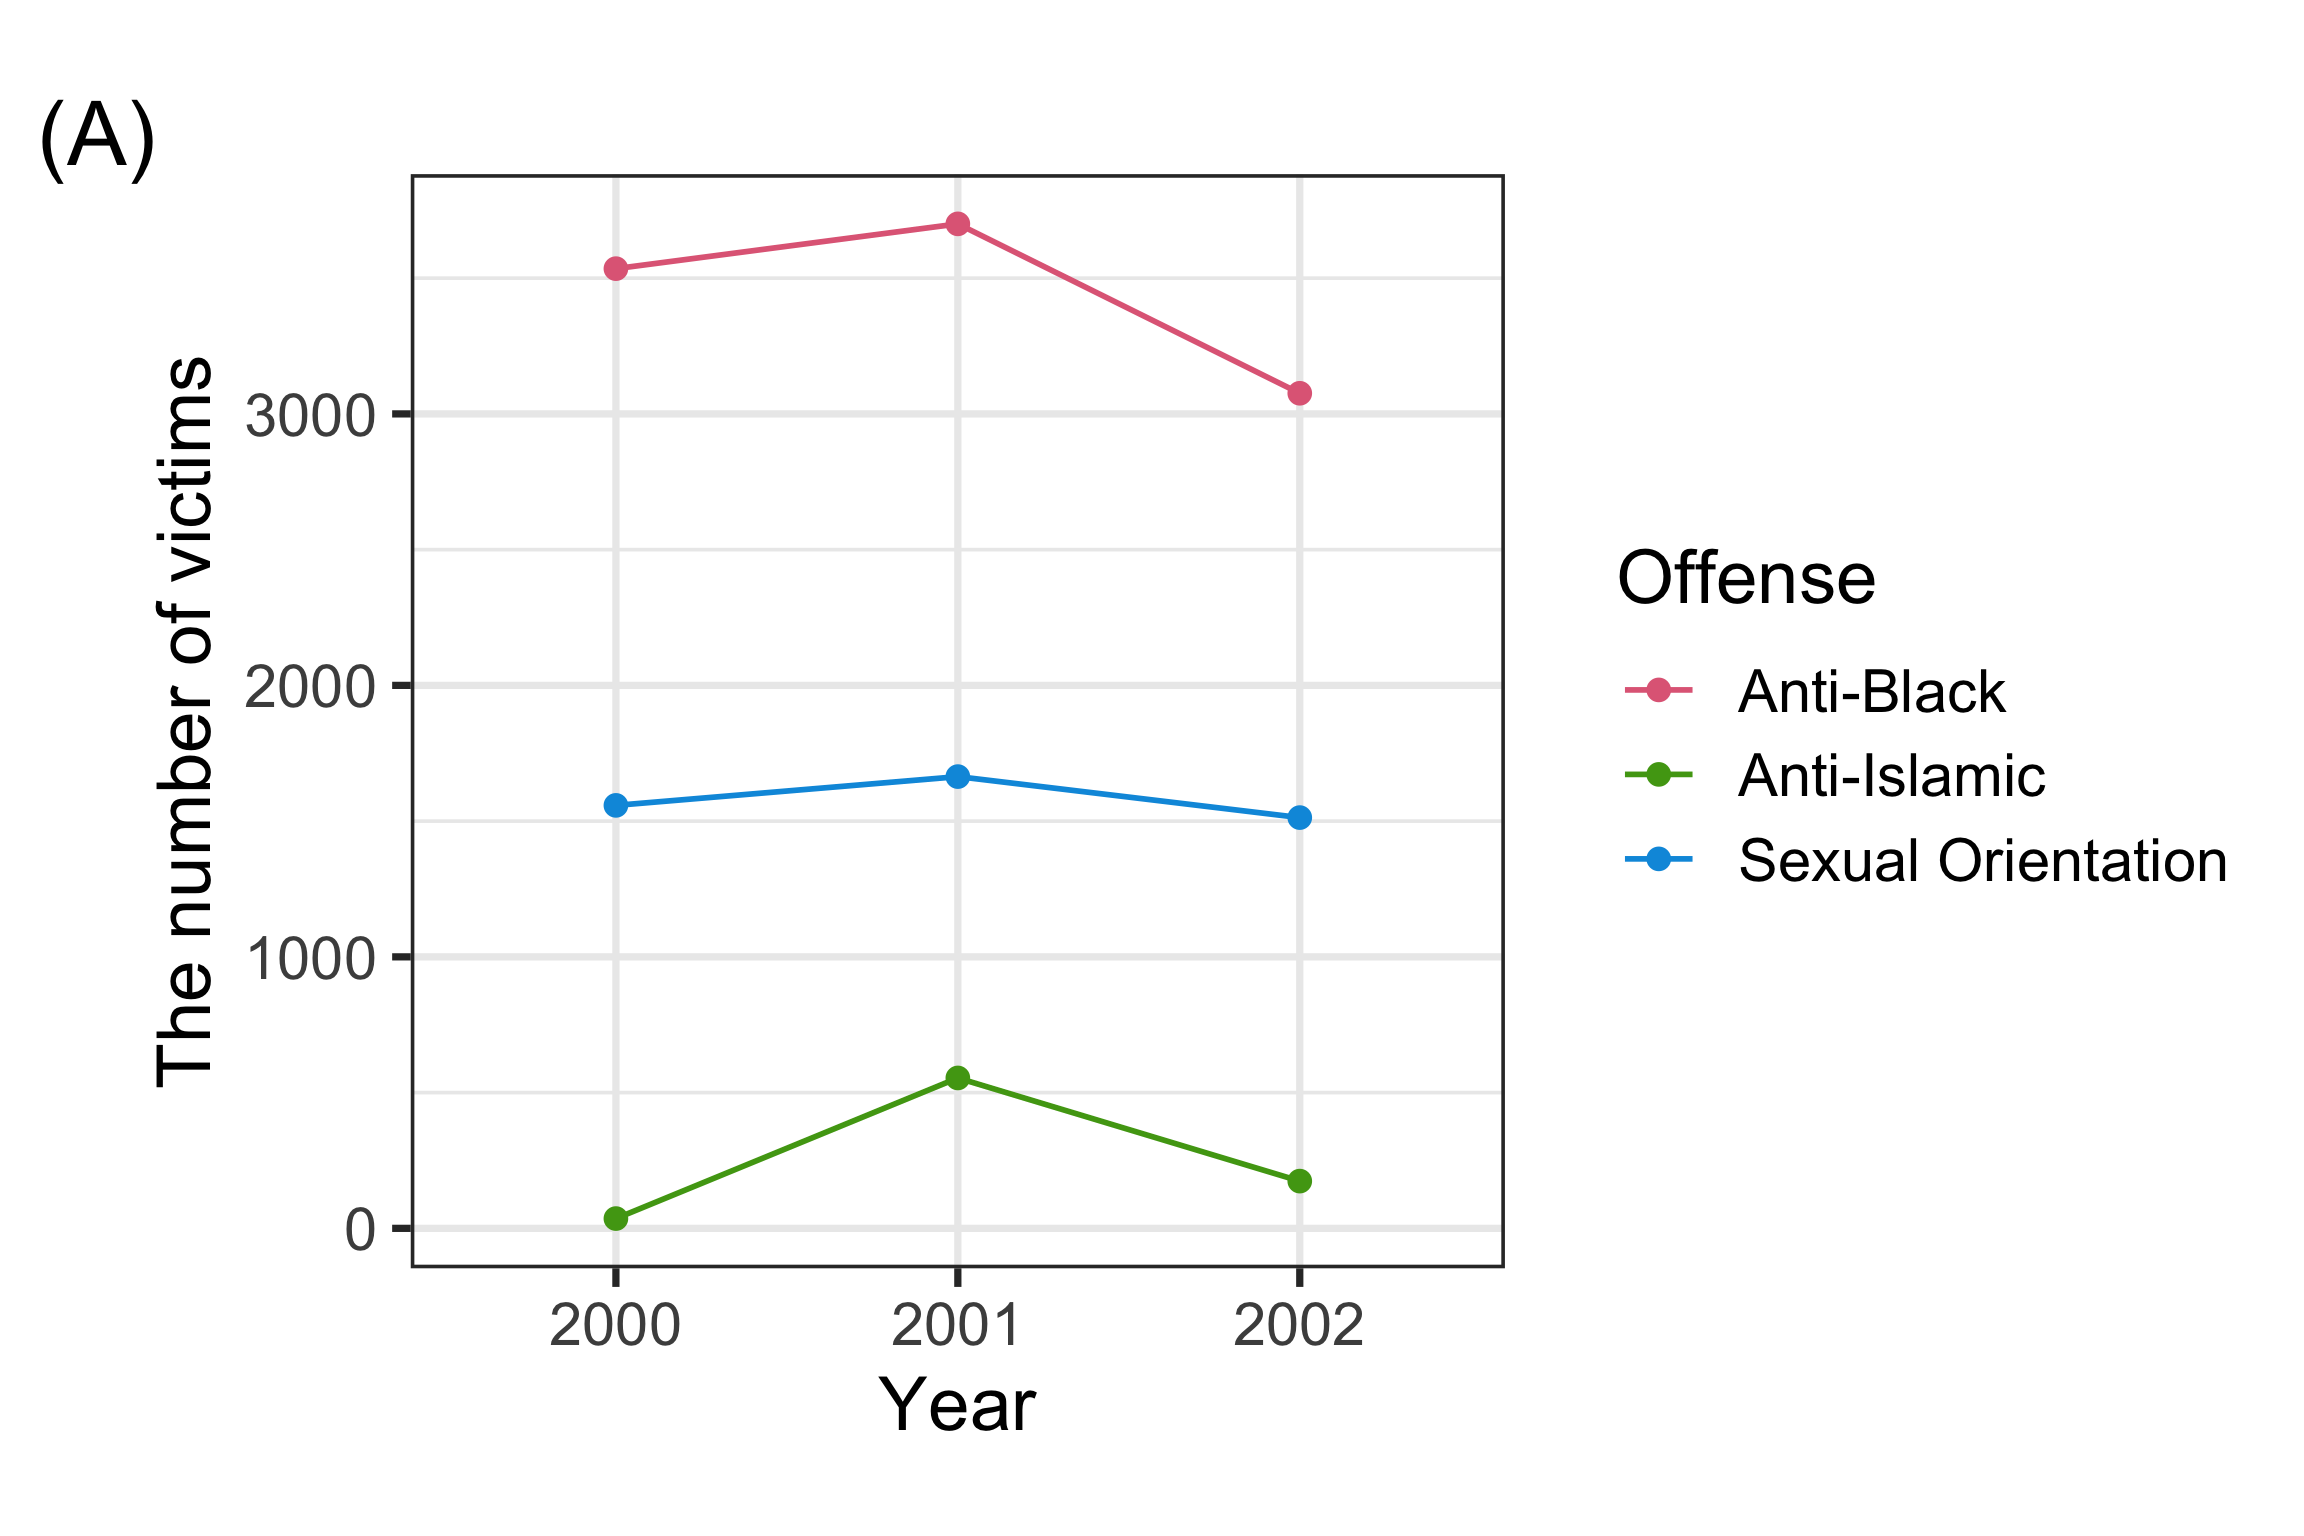 (A)
The number of victims
3000
2000
1000
0
2000 2001 2002
Year
Offense
Anti-Black
Anti-Islamic
Sexual Orientation